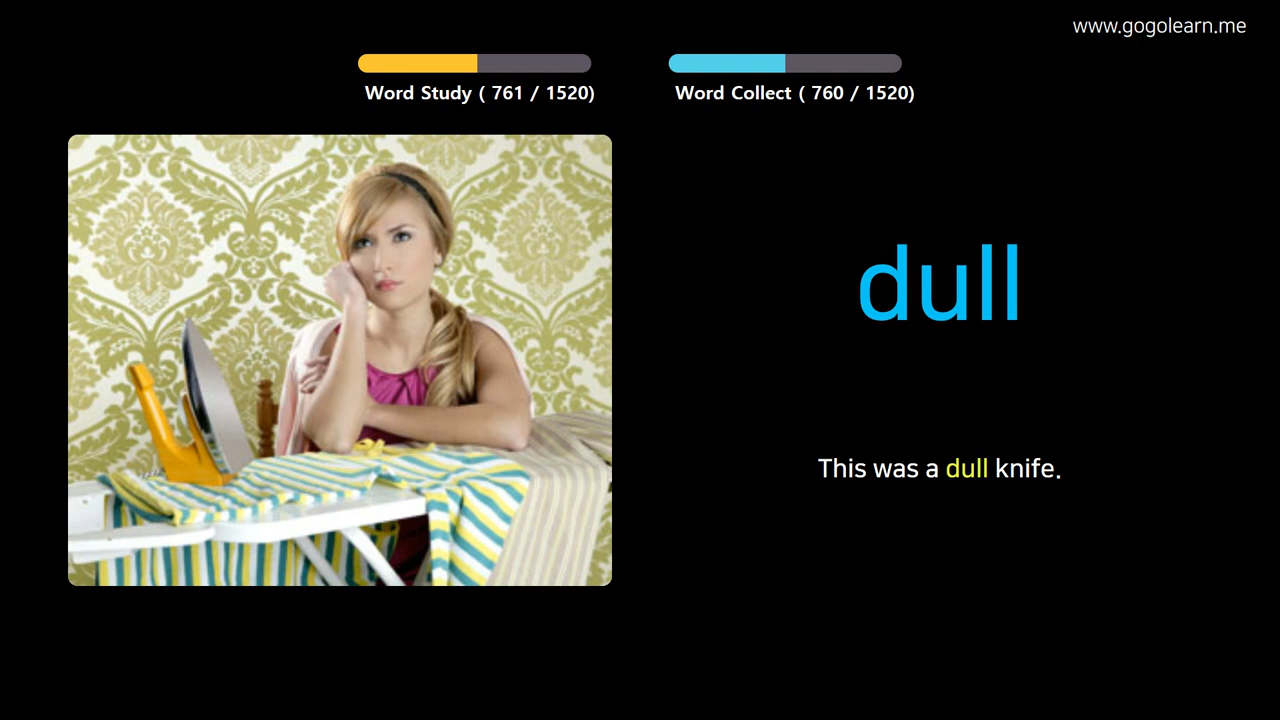 www.gogolearn.me
Word Study ( 761 / 1520)
Word Collect ( 760 / 1520)
dull
This was a dull knife.